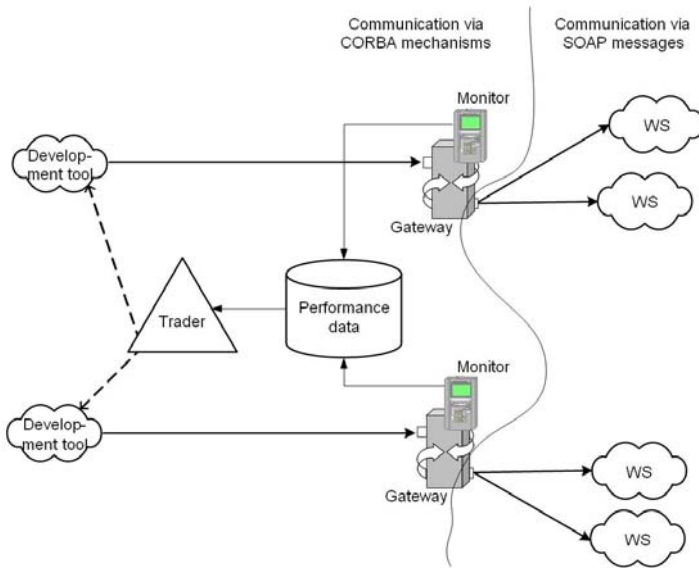 Communication via
CORBA mechanisms
Communication via
SOAP messages
Monitor
WS
Develop-
ment tool
WS
Gateway
Trader
Performance
data
Monitor
Develop-
ment tool
WS
Gateway
WS